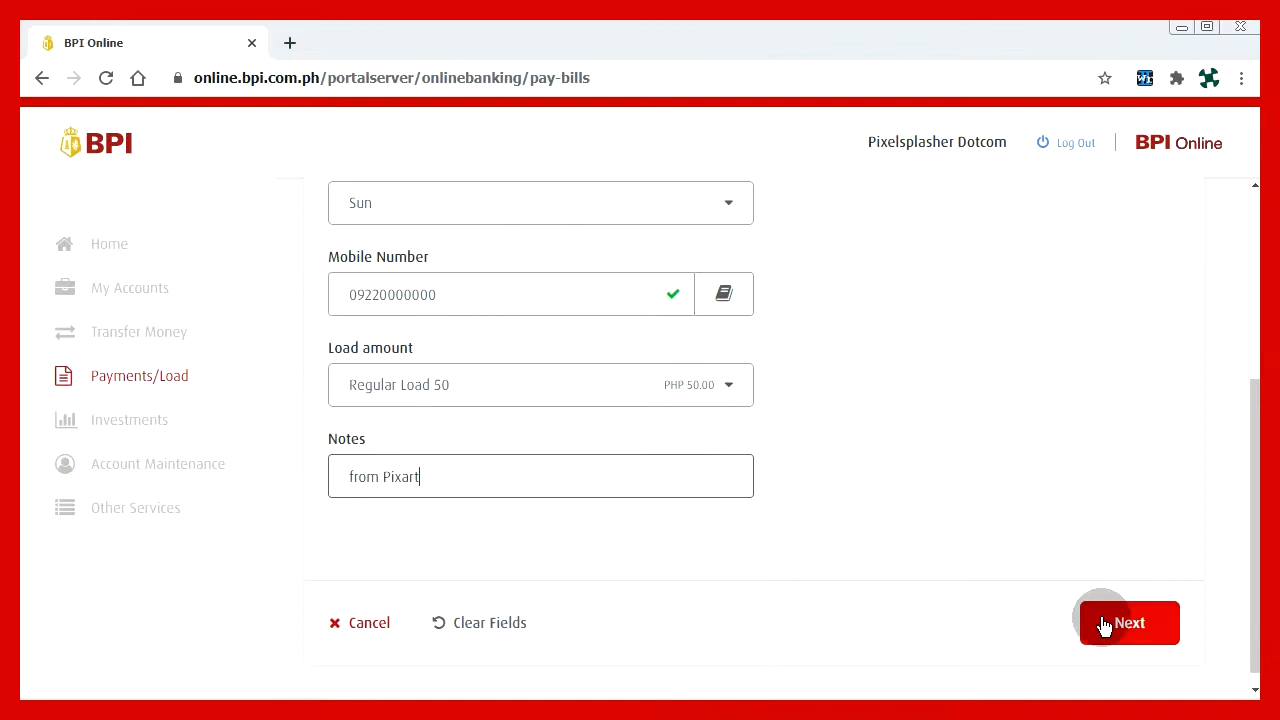 BPI Online
online.bpi.com.ph/portalserver/onlinebanking/pay-bills
BPI
Pixelsplasher Dotcom
Log Out
BPI Online
Home
My Accounts
Transfer Money
Payments/Load
Investments
Account Maintenance
Other Services
Sun
Mobile Number
09220000000
Load amount
Regular Load 50 PHP 50.00
Notes
from Pixart
Cancel
Clear Fields
Next